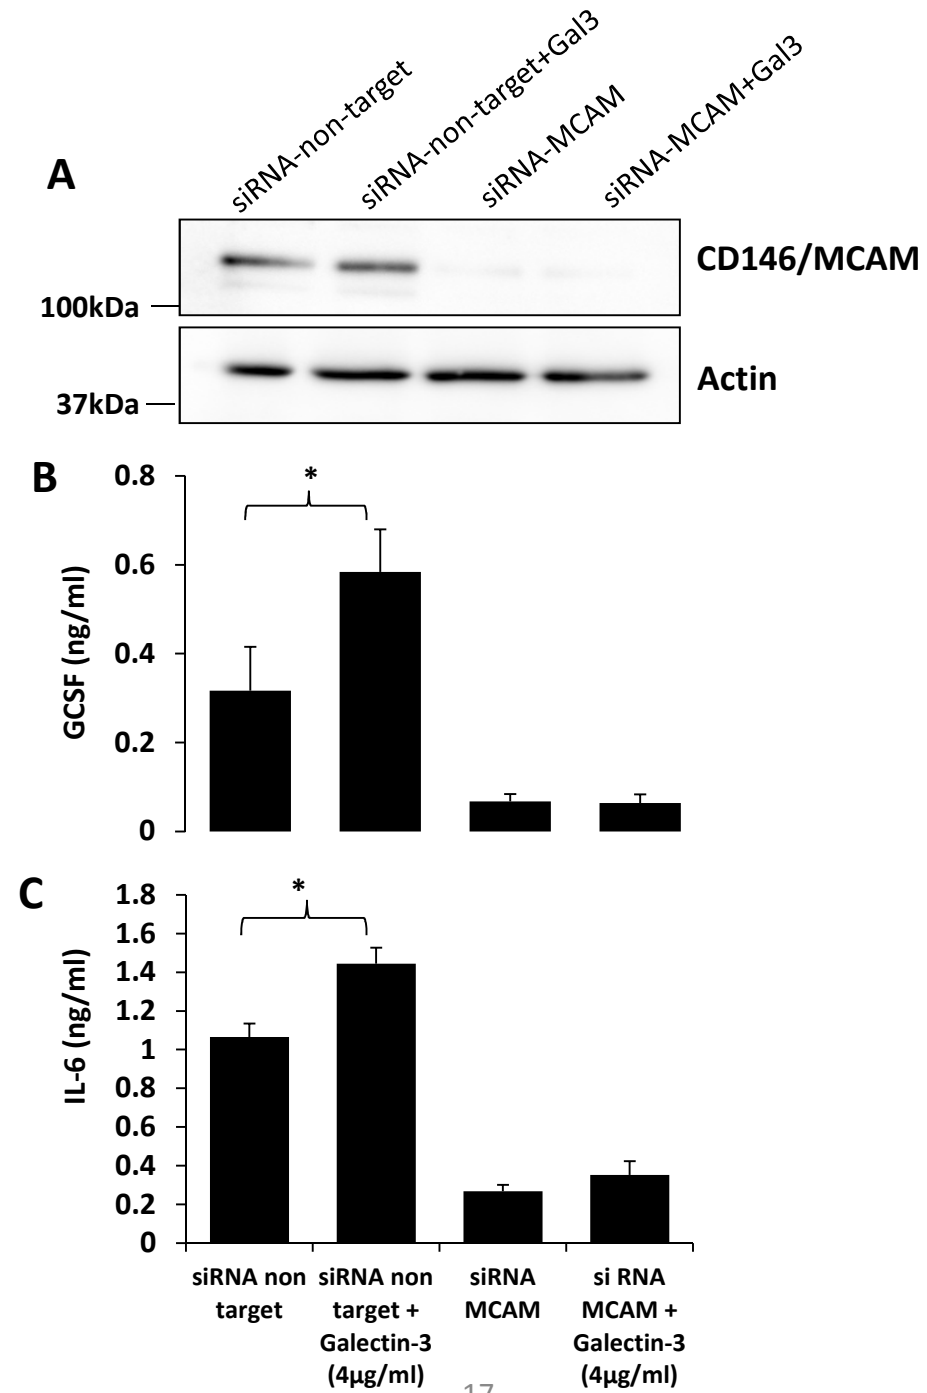 A
siRNA-non-target
siRNA-non-target+Gal3
siRNA-MCAM
siRNA-MCAM+Gal3
CD146/MCAM
100kDa
Actin
37kDa
B
GCSF (ng/ml)
0.8
0.6
0.4
0.2
0
*
C
IL-6 (ng/ml)
1.8
1.6
1.4
1.2
1
0.8
0.6
0.4
0.2
0
*
siRNA non
target
siRNA non
target +
Galectin-3
(4μg/ml)
siRNA
MCAM
si RNA
MCAM +
Galectin-3
(4μg/ml)
17